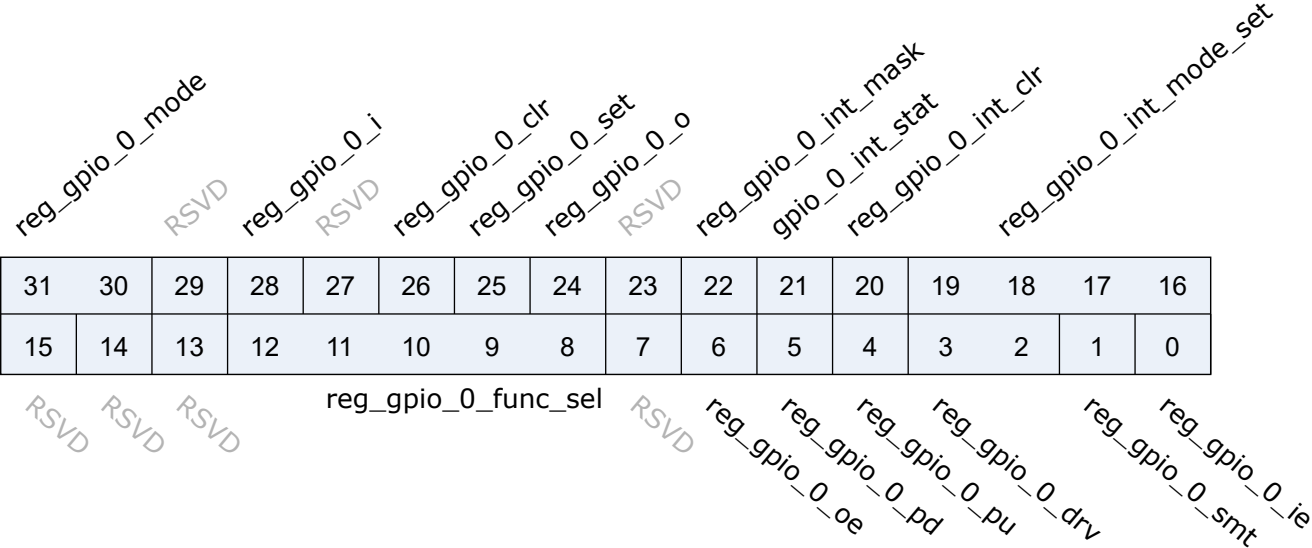 reg_gpio_0_mode
RSVD
reg_gpio_0_i
RSVD
reg_gpio_0_clr
reg_gpio_0_set
reg_gpio_0_o
RSVD
reg_gpio_0_int_mask
gpio_0_int_stat
reg_gpio_0_int_clr
reg_gpio_0_int_mode_set
31 30 29 28 27 26 25 24 23 22 21 20 19 18 17 16
15 14 13 12 11 10 9 8 7 6 5 4 3 2 1 0
RSVD
RSVD
RSVD
reg_gpio_0_func_sel
RSVD
reg_gpio_0_oe
reg_gpio_0_pd
reg_gpio_0_pu
reg_gpio_0_drv
reg_gpio_0_smt
reg_gpio_0_ie